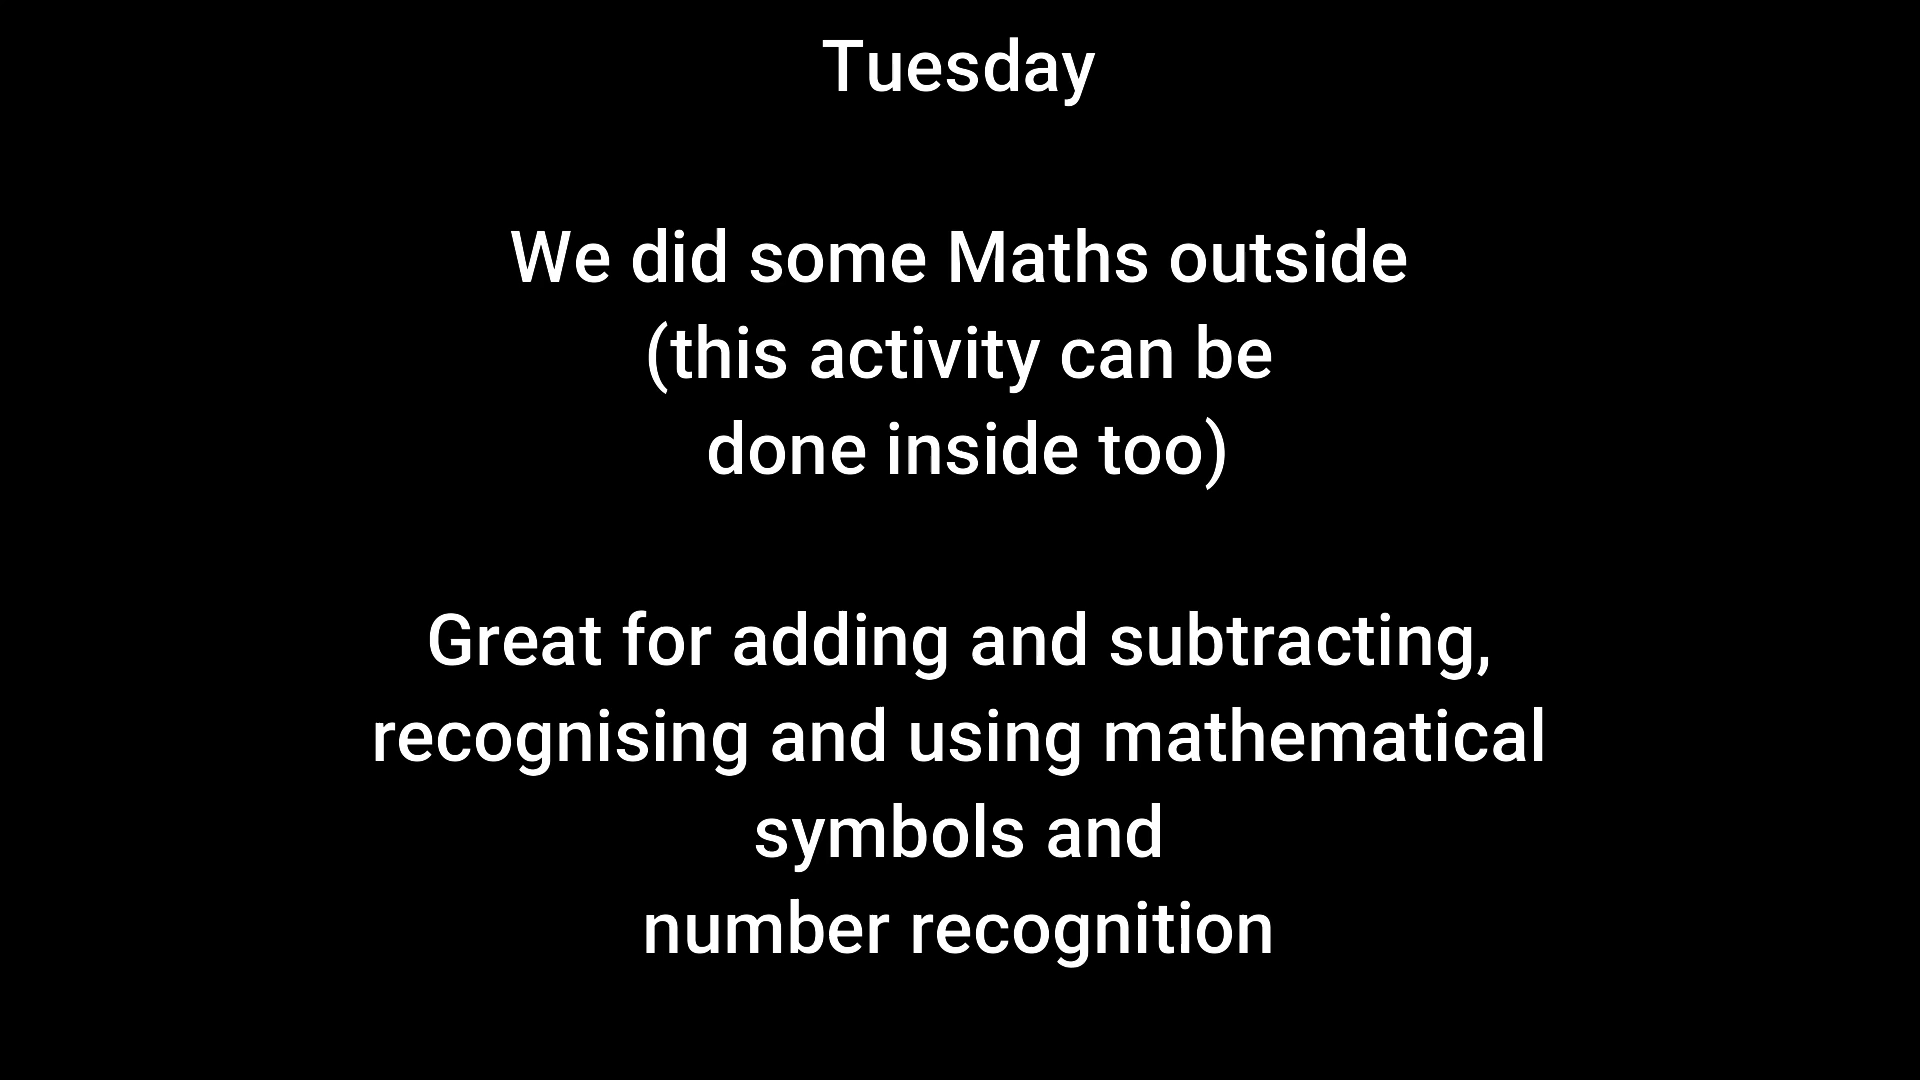 Tuesday
We did some Maths outside
(this activity can be
done inside too)
Great for adding and subtracting,
recognising and using mathematical
symbols and
number recognition